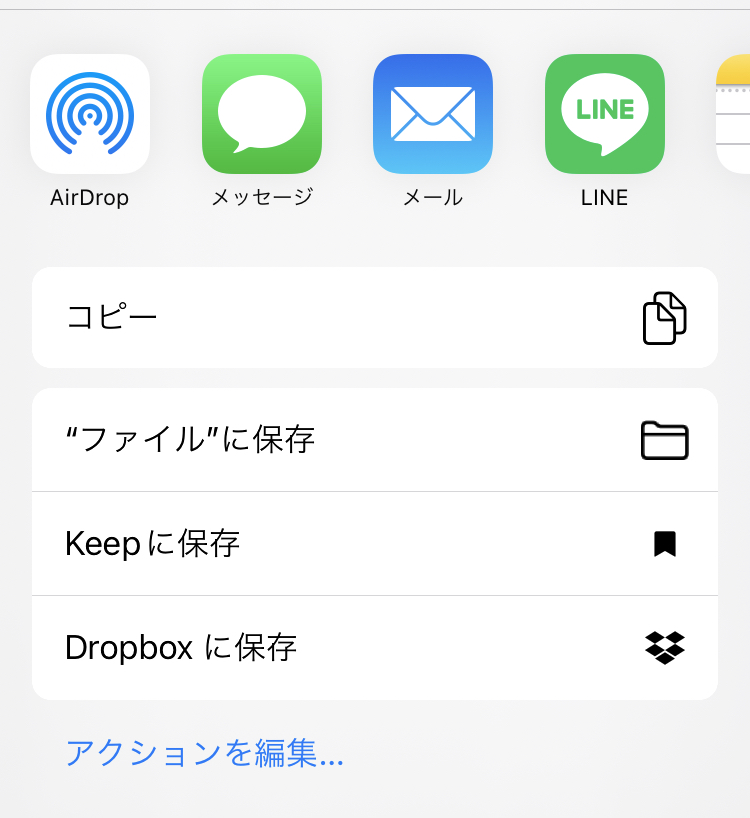 LINE
AirDrop
メッセージ
メール
LINE
コピー
“ファイル”に保存
Keepに保存
Dropbox に保存
アクションを編集...